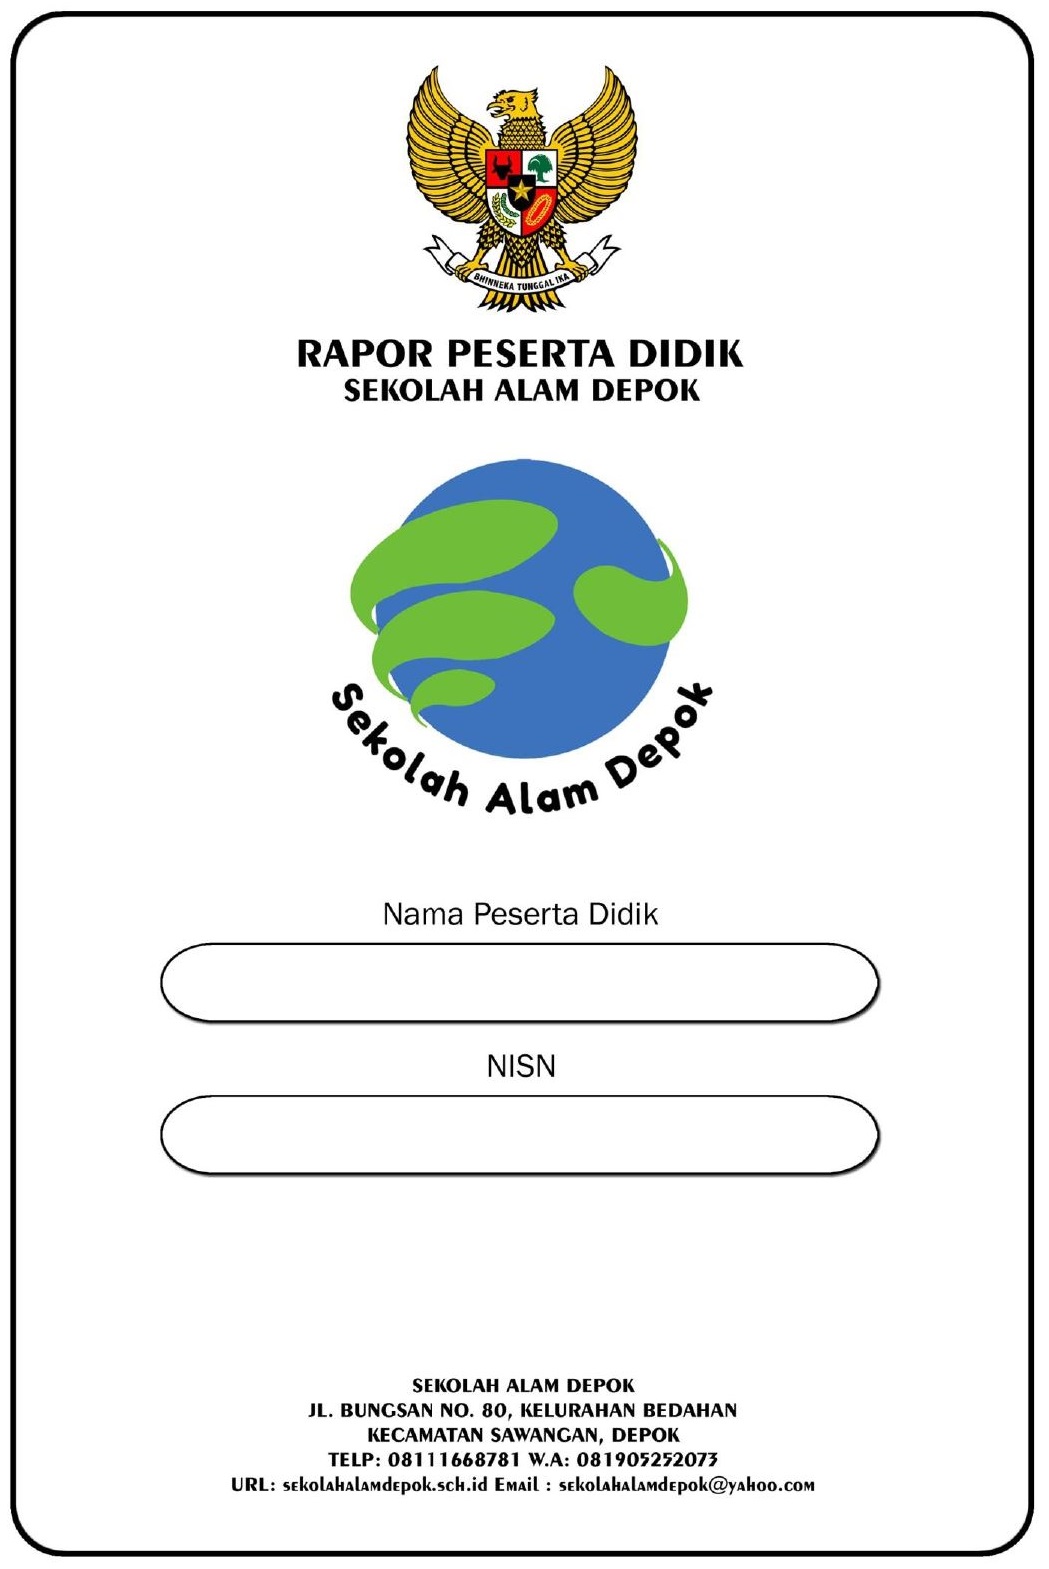 BHINNEKA TUNGGAL IKA
RAPOR PESERTA DIDIK
SEKOLAH ALAM DEPOK
Sekolah Alam Depok
Nama Peserta Didik
NISN
SEKOLAH ALAM DEPOK
JL. BUNGSAN NO. 80, KELURAHAN BEDAHAN
KECAMATAN SAWANGAN, DEPOK
TELP: 08111668781 W.A: 081905252073
URL: sekolahalamdepok.sch.id Email : sekolahalamdepok@yahoo.com